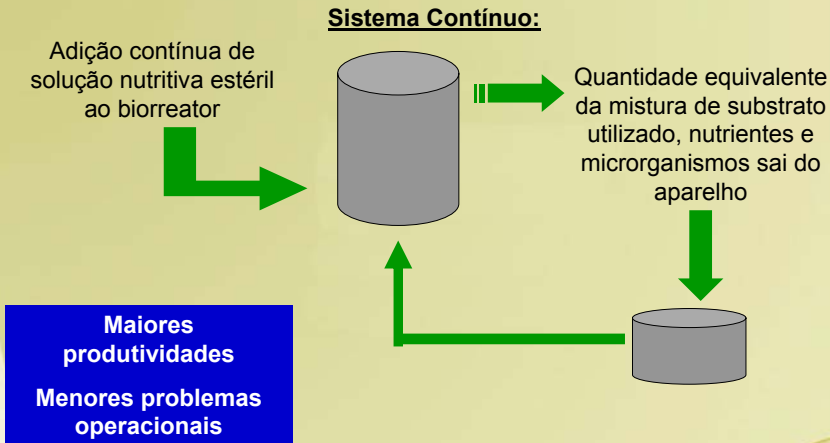 Sistema Contínuo:
Adição contínua de
solução nutritiva estéril
ao biorreator
Quantidade equivalente
da mistura de substrato
utilizado, nutrientes e
microrganismos sai do
aparelho
Maiores
produtividades
Menores problemas
operacionais